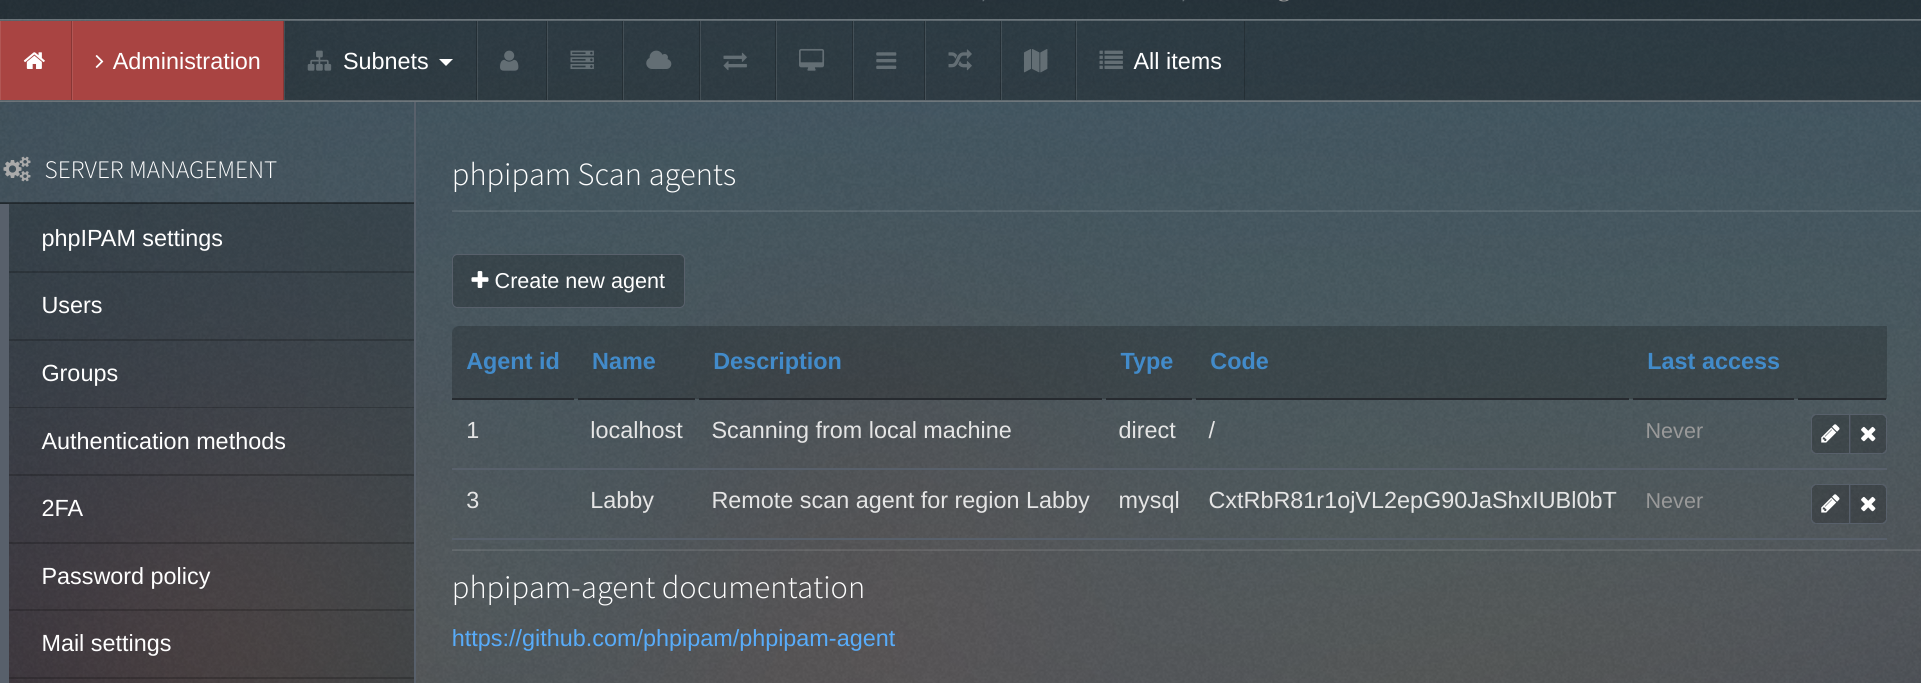 > Administration
Subnets
All items
SERVER MANAGEMENT
phpIPAM settings
Users
Groups
Authentication methods
2FA
Password policy
Mail settings
phpipam Scan agents
+ Create new agent
Agent id Name Description Type Code Last access
1 localhost Scanning from local machine direct / Never
3 Labby Remote scan agent for region Labby mysql CxtRbR81r1ojVL2epG90JaShxIUBl0bT Never
phpipam-agent documentation
https://github.com/phpipam/phpipam-agent